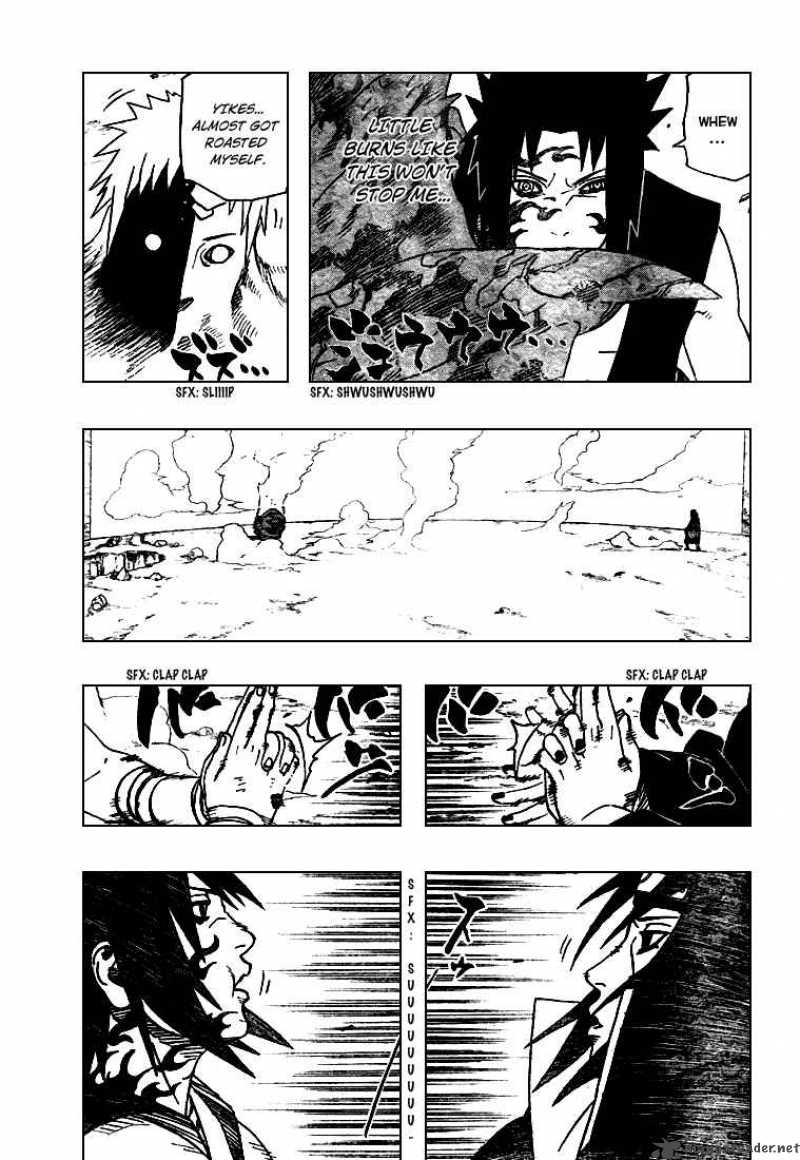 WHEW
...
LITTLE
BURNS LIKE
THIS WON'T
STOP ME...
YIKES...
ALMOST GOT
ROASTED
MYSELF.
SFX: SHWUSHWUSHWU
SFX: SLIIIIP
SFX: CLAP CLAP
SFX: CLAP CLAP
SFX: SUUUUUUUUU-